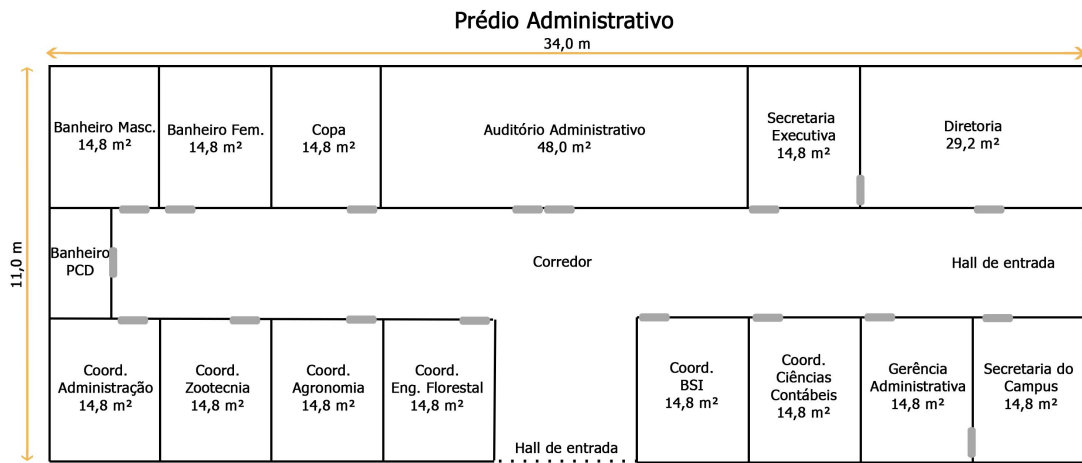 Prédio Administrativo
34,0 m
11,0 m
Banheiro Masc.
14,8 m²
Banheiro Fem.
14,8 m²
Copa
14,8 m²
Auditório Administrativo
48,0 m²
Secretaria
Executiva
14,8 m²
Diretoria
29,2 m²
Banheiro
PCD
Corredor
Hall de entrada
Coord.
Administração
14,8 m²
Coord.
Zootecnia
14,8 m²
Coord.
Agronomia
14,8 m²
Coord.
Eng. Florestal
14,8 m²
Hall de entrada
Coord.
BSI
14,8 m²
Coord.
Ciências
Contábeis
14,8 m²
Gerência
Administrativa
14,8 m²
Secretaria do
Campus
14,8 m²